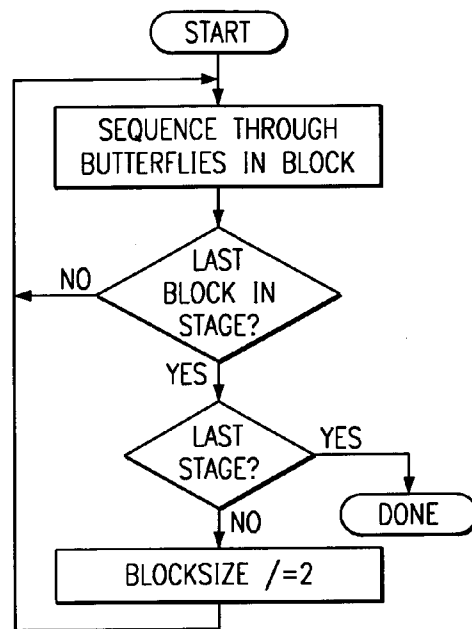 START
SEQUENCE THROUGH
BUTTERFLIES IN BLOCK
NO
LAST
BLOCK IN
STAGE?
YES
LAST
STAGE?
YES
NO
DONE
BLOCKSIZE /=2